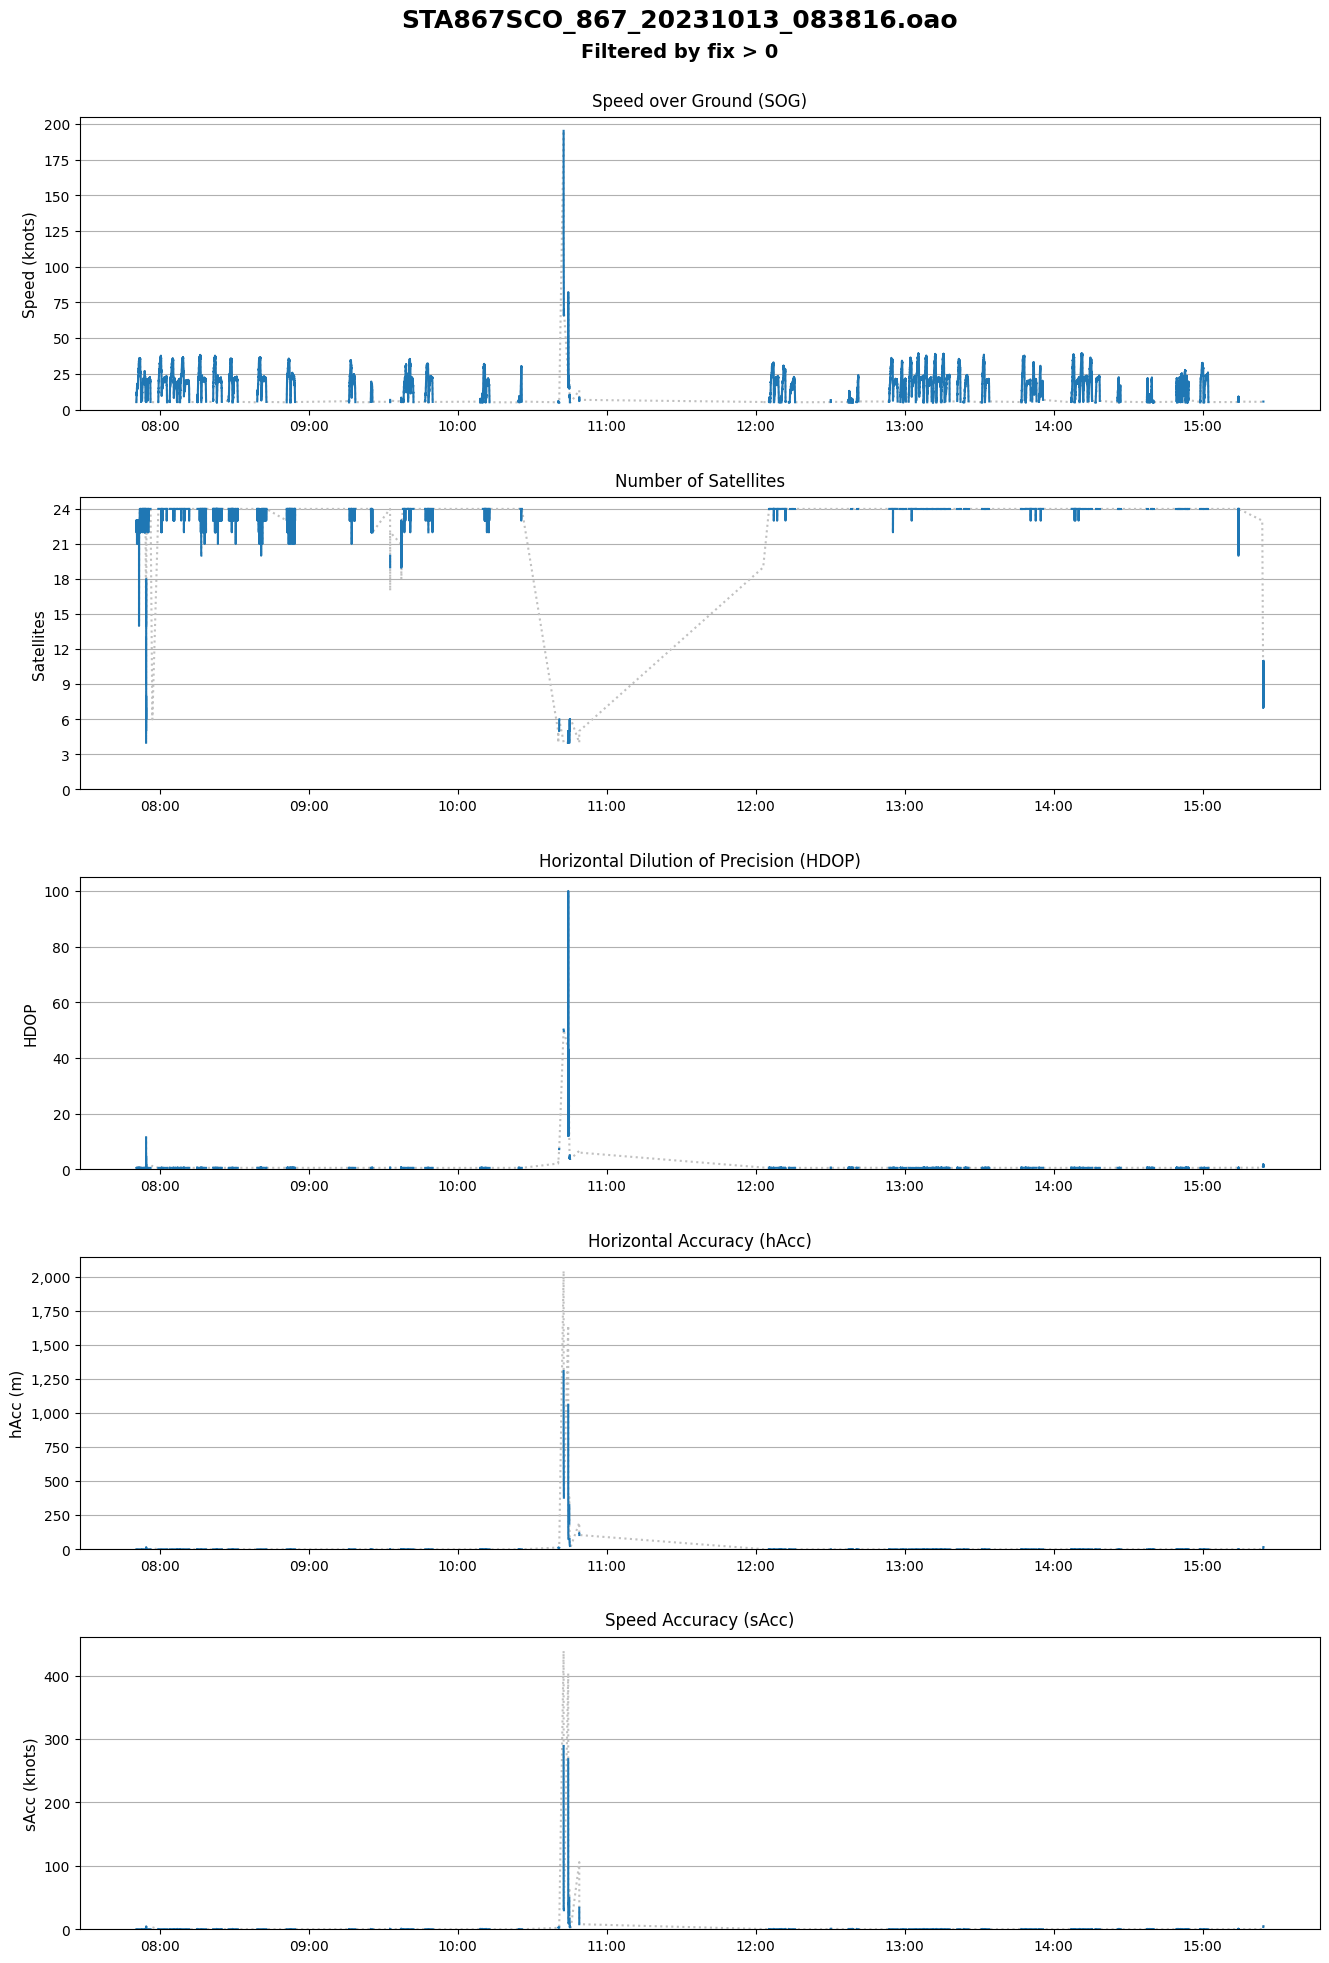 STA867SCO_867_20231013_083816.oao
Filtered by fix > 0
Speed over Ground (SOG)
Speed (knots)
200
175
150
125
100
75
50
25
0
08:00 09:00 10:00 11:00 12:00 13:00 14:00 15:00
Number of Satellites
Satellites
24
21
18
15
12
9
6
3
0
08:00 09:00 10:00 11:00 12:00 13:00 14:00 15:00
Horizontal Dilution of Precision (HDOP)
HDOP
100
80
60
40
20
0
08:00 09:00 10:00 11:00 12:00 13:00 14:00 15:00
Horizontal Accuracy (hAcc)
hAcc (m)
2,000
1,750
1,500
1,250
1,000
750
500
250
0
08:00 09:00 10:00 11:00 12:00 13:00 14:00 15:00
Speed Accuracy (sAcc)
sAcc (knots)
400
300
200
100
0
08:00 09:00 10:00 11:00 12:00 13:00 14:00 15:00